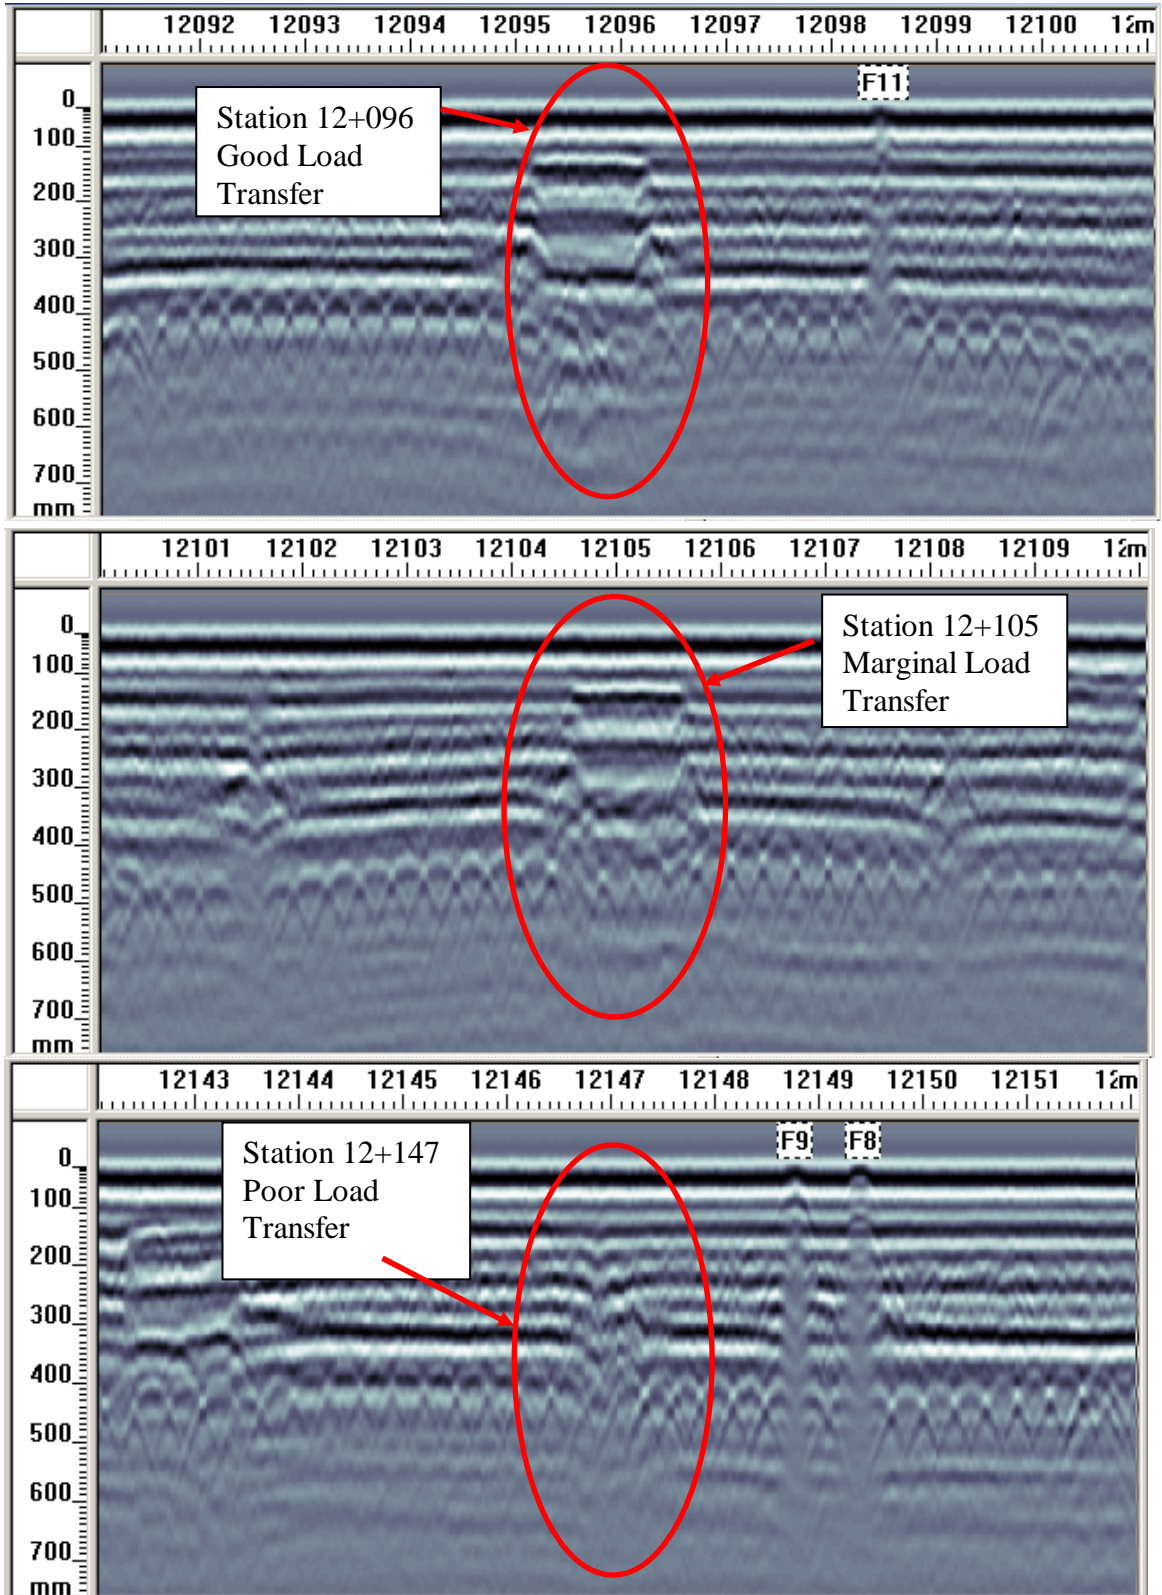 12092 12093 12094 12095 12096 12097 12098 12099 12100 12m
F11
Station 12+096
Good Load
Transfer
0
100
200
300
400
500
600
700
mm
12101 12102 12103 12104 12105 12106 12107 12108 12109 12m
Station 12+105
Marginal Load
Transfer
0
100
200
300
400
500
600
700
mm
12143 12144 12145 12146 12147 12148 12149 12150 12151 12m
F9 F8
Station 12+147
Poor Load
Transfer
0
100
200
300
400
500
600
700
mm